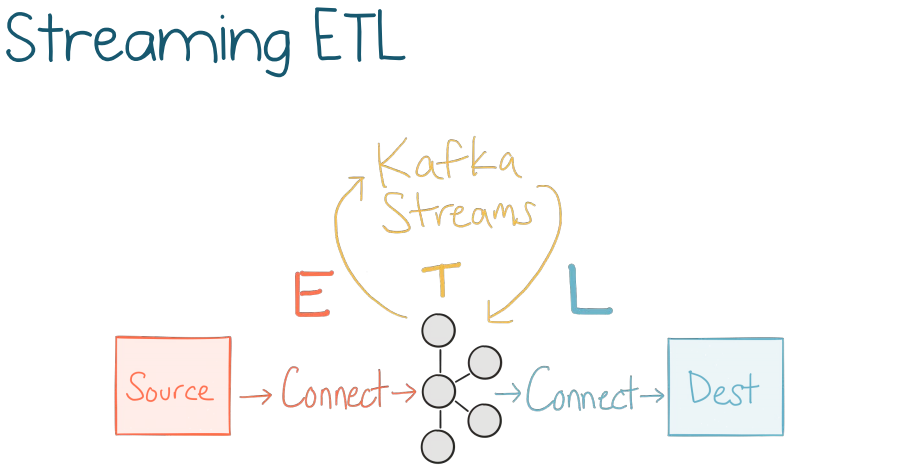 Streaming ETL
Kafka
Streams
E T L
Source Connect Connect Dest